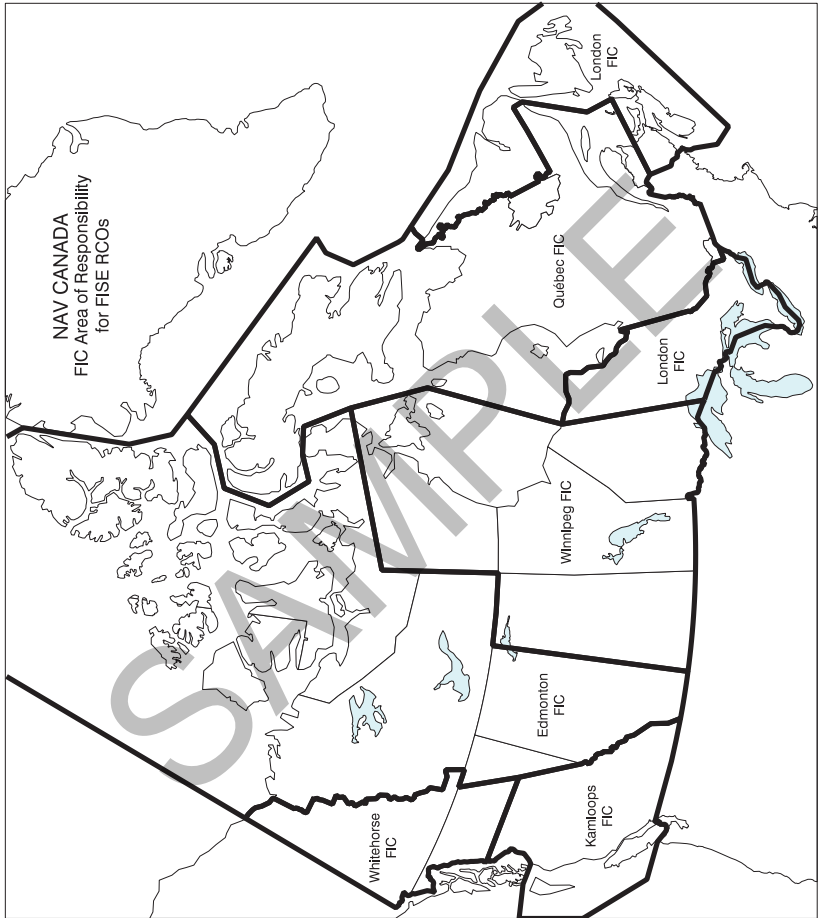 NAV CANADA
FIC Area of Responsibility
for FISE RCOs
London
FIC
Québec FIC
London
FIC
Winnipeg FIC
Edmonton
FIC
Kamloops
FIC
Whitehorse
FIC
SAMPLE